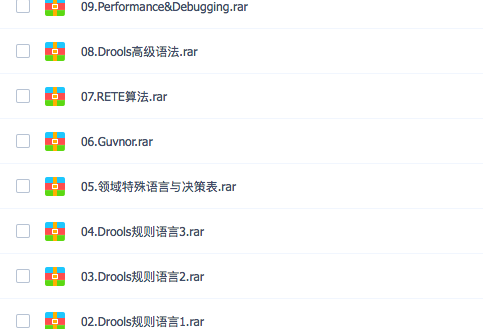 09.Performance&Debugging.rar
08.Drools高级语法.rar
07.RETE算法.rar
06.Guvnor.rar
05.领域特殊语言与决策表.rar
04.Drools规则语言3.rar
03.Drools规则语言2.rar
02.Drools规则语言1.rar